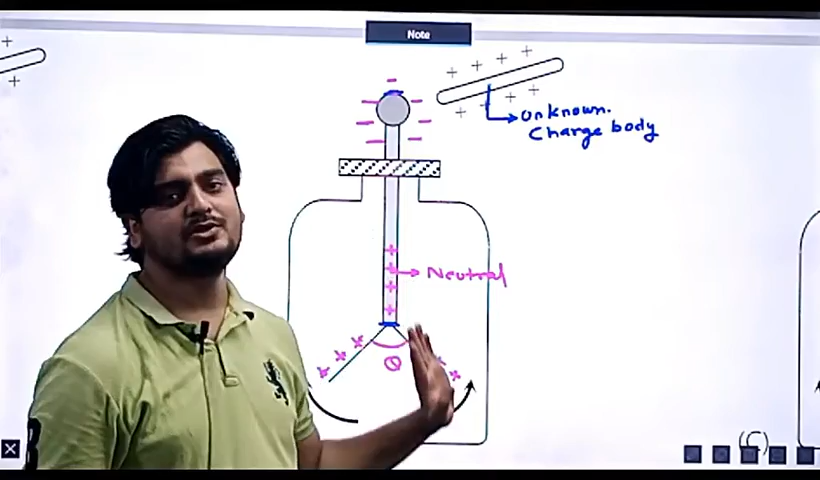 Note
Unknown.
Charge body
Neutral
θ
(C)